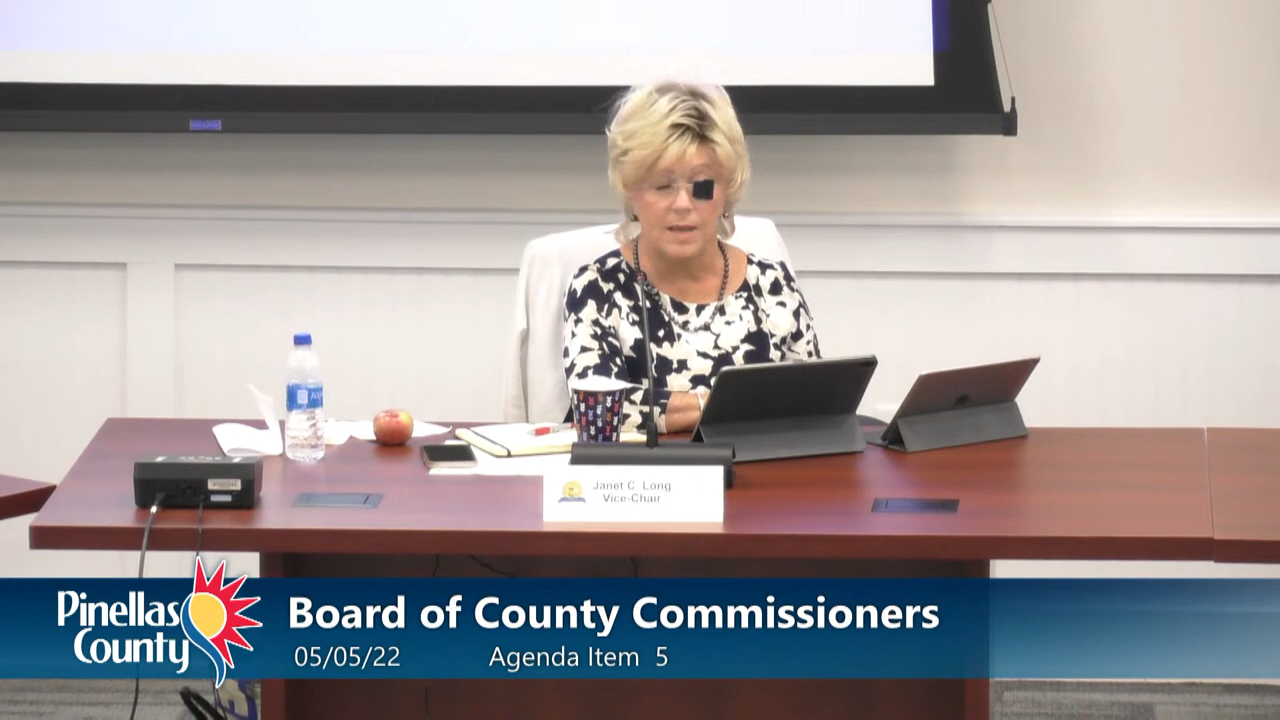 Janet C. Long
Vice-Chair
Pinellas
County
Board of County Commissioners
05/05/22 Agenda Item 5